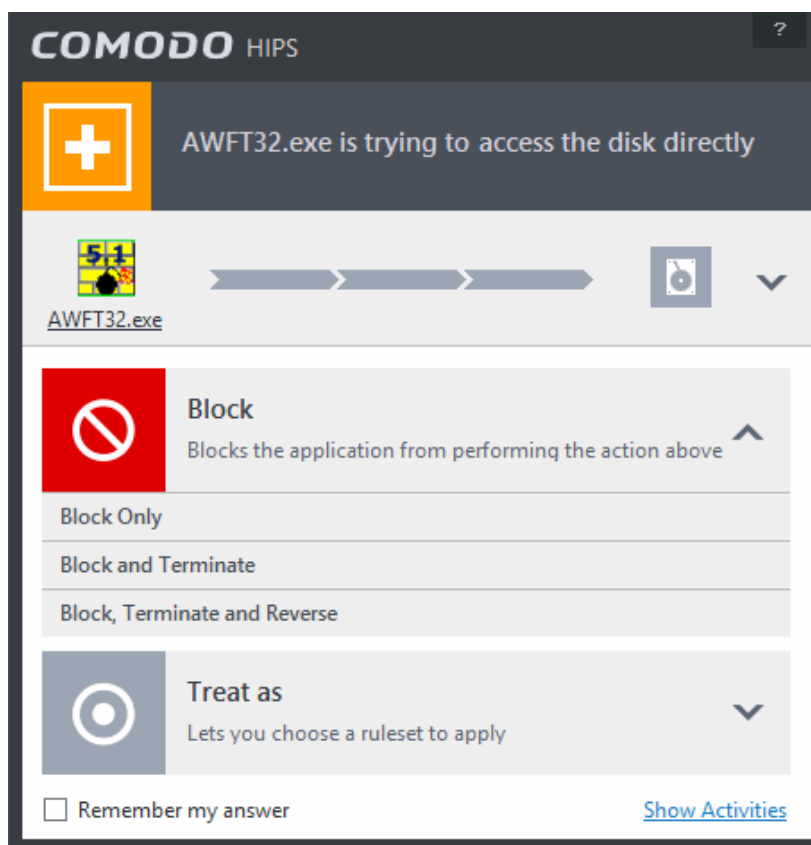 COMODO HIPS
?
AWFT32.exe is trying to access the disk directly
5.1
AWFT32.exe
Block
Blocks the application from performing the action above
Block Only
Block and Terminate
Block, Terminate and Reverse
Treat as
Lets you choose a ruleset to apply
Remember my answer
Show Activities